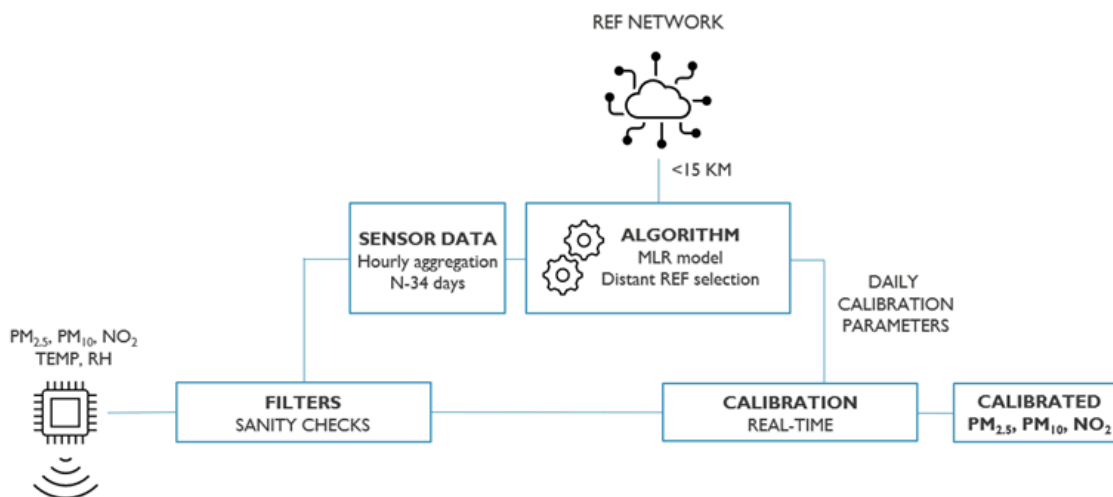 REF NETWORK
<15 KM
SENSOR DATA
Hourly aggregation
N-34 days
ALGORITHM
MLR model
Distant REF selection
DAILY
CALIBRATION
PARAMETERS
PM₂.₅, PM₁₀, NO₂
TEMP, RH
FILTERS
SANITY CHECKS
CALIBRATION
REAL-TIME
CALIBRATED
PM₂.₅, PM₁₀, NO₂